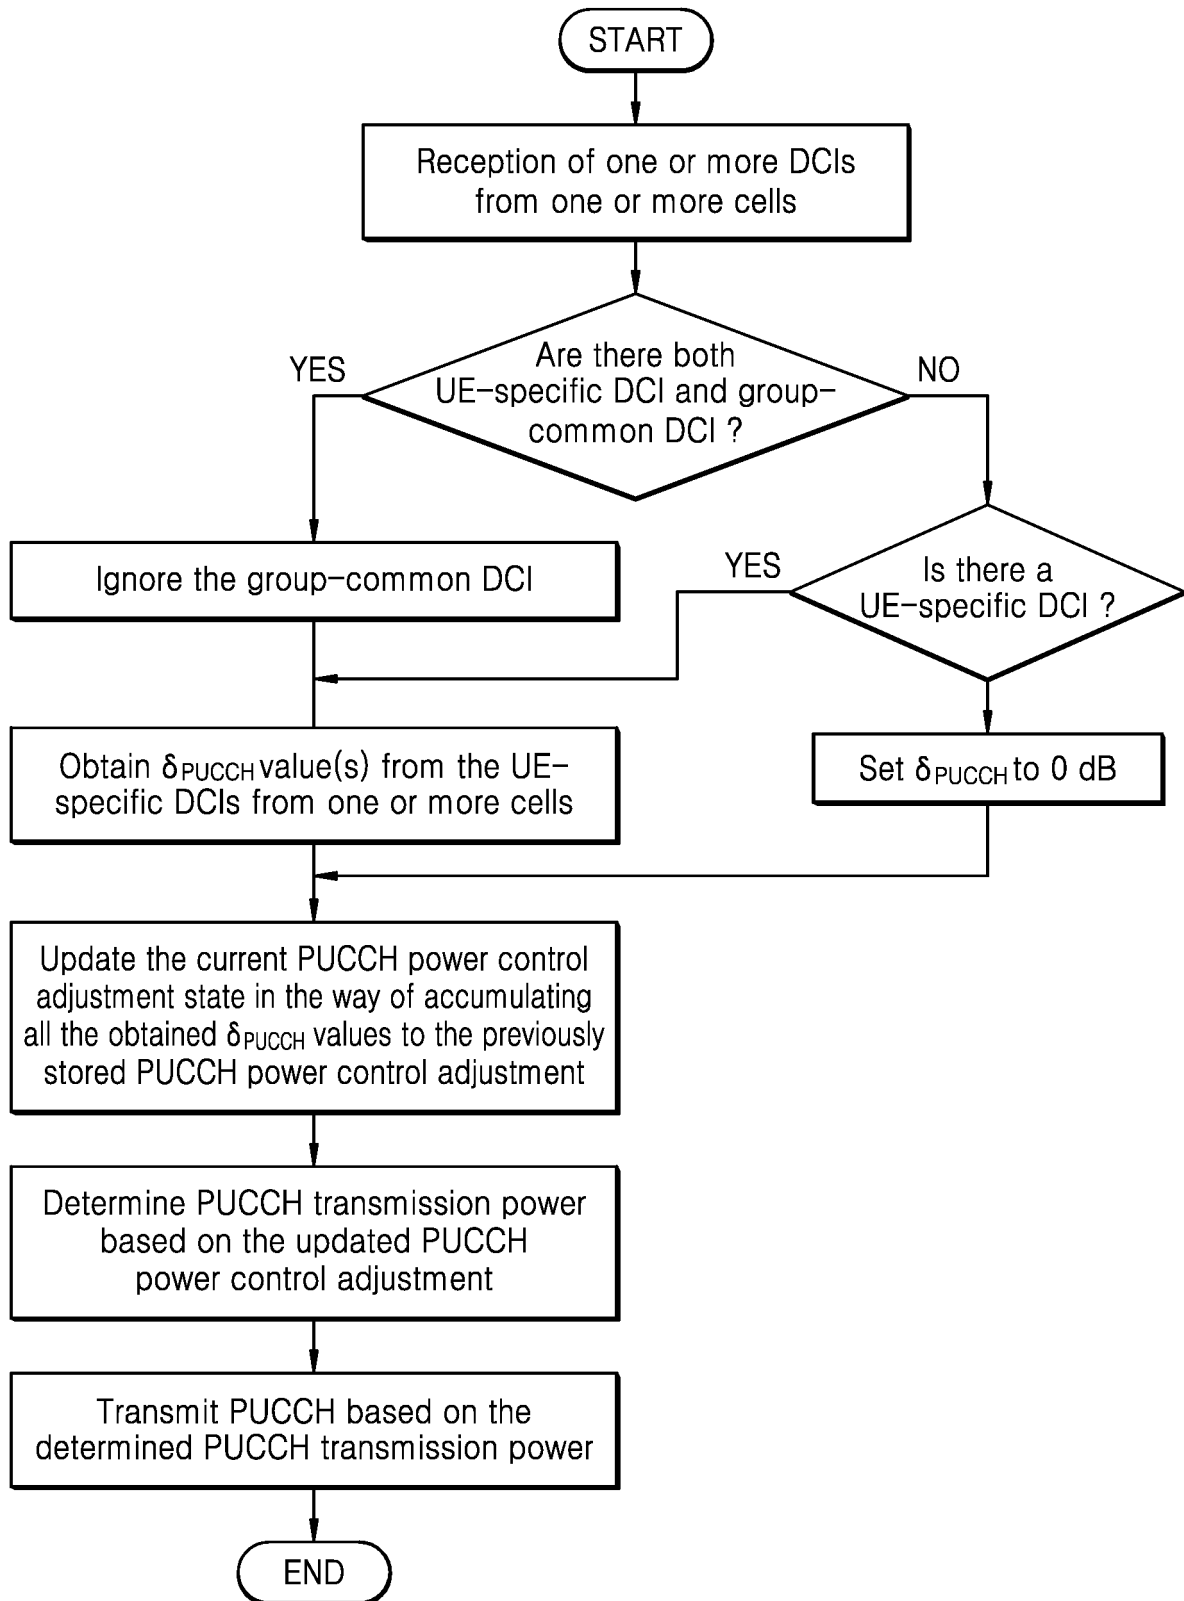 START
Reception of one or more DCIs
from one or more cells
Are there both
UE-specific DCI and group-
common DCI ?
YES
NO
Ignore the group-common DCI
YES
Is there a
UE-specific DCI ?
Obtain δPUCCH value(s) from the UE-
specific DCIs from one or more cells
Set δPUCCH to 0 dB
Update the current PUCCH power control
adjustment state in the way of accumulating
all the obtained δPUCCH values to the previously
stored PUCCH power control adjustment
Determine PUCCH transmission power
based on the updated PUCCH
power control adjustment
Transmit PUCCH based on the
determined PUCCH transmission power
END